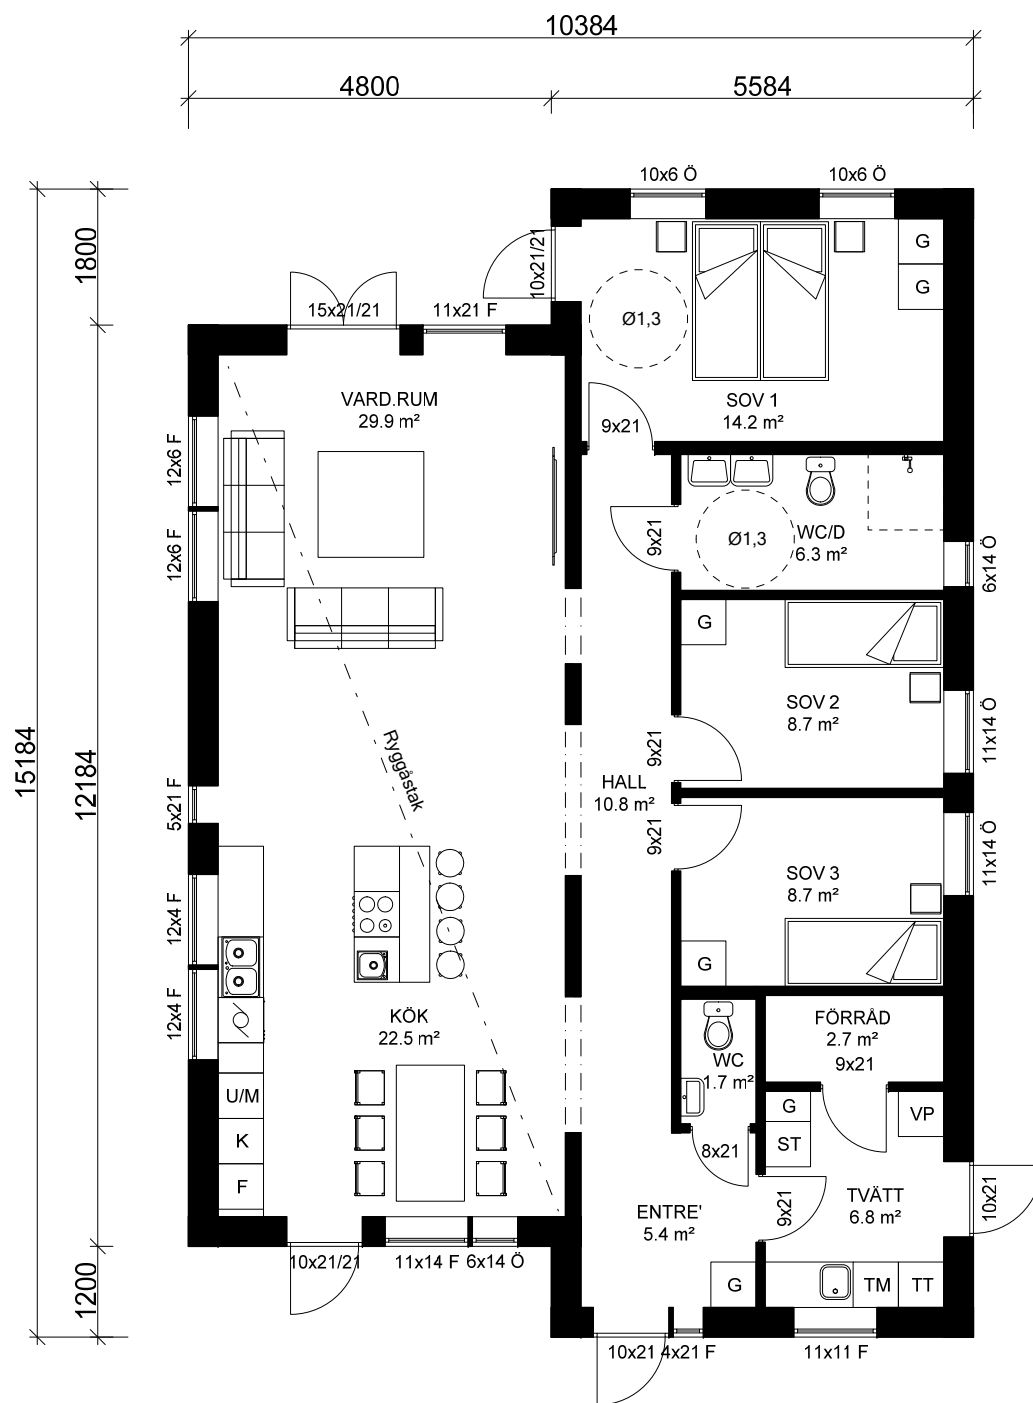 10384
4800
5584
10x6 Ö
10x6 Ö
1800
10x21/21
G
G
15x21/21
11x21 F
Ø1,3
VARD.RUM
29.9 m²
SOV 1
14.2 m²
9x21
12x6 F
12x6 F
9x21
Ø1,3
WC/D
6.3 m²
6x14 Ö
G
SOV 2
8.7 m²
11x14 Ö
9x21
Ryggåstak
15184
12184
5x21 F
HALL
10.8 m²
9x21
11x14 Ö
SOV 3
8.7 m²
12x4 F
12x4 F
G
KÖK
22.5 m²
FÖRRÅD
2.7 m²
9x21
WC
1.7 m²
U/M
K
F
G
ST
VP
8x21
9x21
TVÄTT
6.8 m²
10x21
ENTRE'
5.4 m²
10x21/21
11x14 F
6x14 Ö
1200
G
TM
TT
10x21
4x21 F
11x11 F